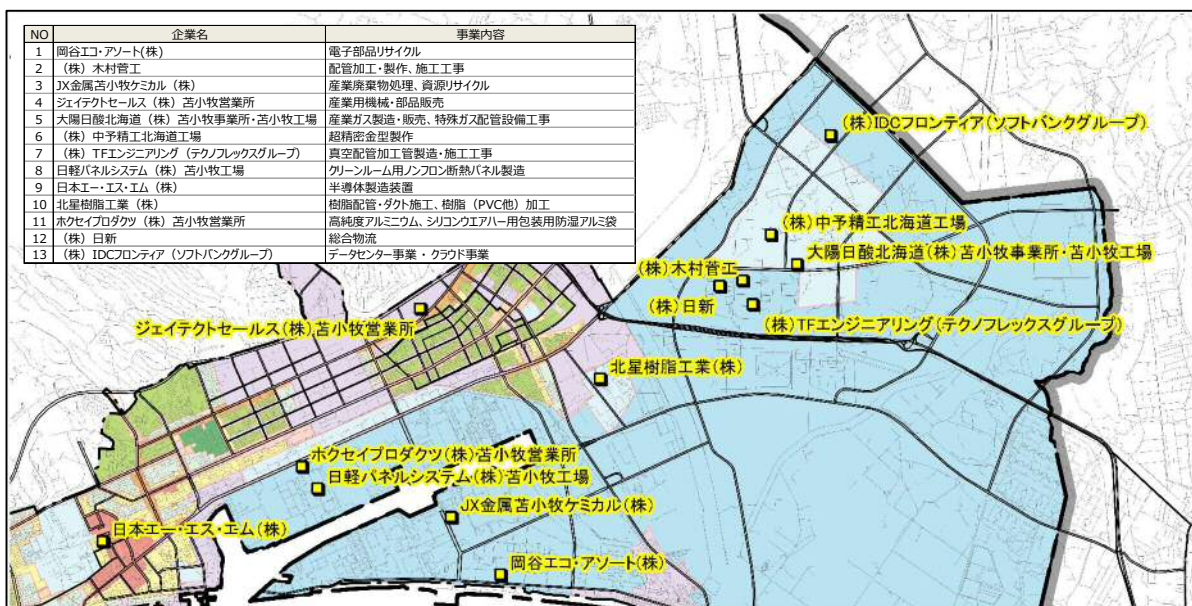 NO 企業名 事業内容
1 岡谷エコ・アソート(株) 電子部品リサイクル
2 （株）木村菅工 配管加工・製作、施工工事
3 JX金属苫小牧ケミカル（株） 産業廃棄物処理、資源リサイクル
4 ジェイテクトセールス（株）苫小牧営業所 産業用機械・部品販売
5 大陽日酸北海道（株）苫小牧事業所・苫小牧工場 産業ガス製造・販売、特殊ガス配管設備工事
6 （株）中予精工北海道工場 超精密金型製作
7 （株）TFエンジニアリング（テクノフレックスグループ） 真空配管加工管製造・施工工事
8 日軽パネルシステム（株）苫小牧工場 クリーンルーム用ノンフロン断熱パネル製造
9 日本エー・エス・エム（株） 半導体製造装置
10 北星樹脂工業（株） 樹脂配管・ダクト施工、樹脂（PVC他）加工
11 ホクセイプロダクツ（株）苫小牧営業所 高純度アルミニウム、シリコンウエハー用包装用防湿アルミ袋
12 （株）日新 総合物流
13 （株）IDCフロンティア（ソフトバンクグループ） データセンター事業・クラウド事業
(株)IDCフロンティア(ソフトバンクグループ)
(株)中予精工北海道工場
大陽日酸北海道(株)苫小牧事業所・苫小牧工場
(株)木村菅工
(株)日新
(株)TFエンジニアリング(テクノフレックスグループ)
ジェイテクトセールス(株)苫小牧営業所
北星樹脂工業(株)
ホクセイプロダクツ(株)苫小牧営業所
日軽パネルシステム(株)苫小牧工場
JX金属苫小牧ケミカル(株)
日本エー・エス・エム(株)
岡谷エコ・アソート(株)